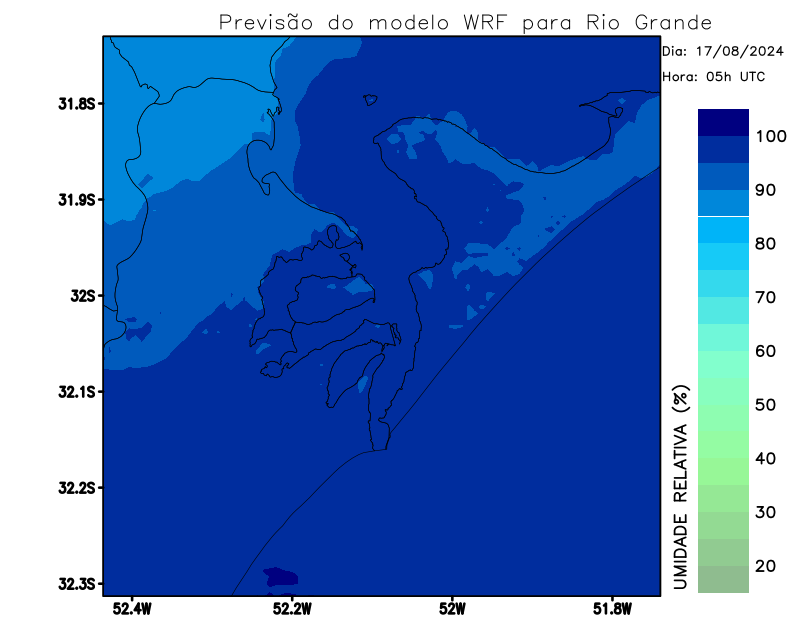 Previsão do modelo WRF para Rio Grande
Dia: 17/08/2024
Hora: 05h UTC
31.8S
31.9S
32S
32.1S
32.2S
32.3S
52.4W
52.2W
52W
51.8W
UMIDADE RELATIVA (%)
100
90
80
70
60
50
40
30
20